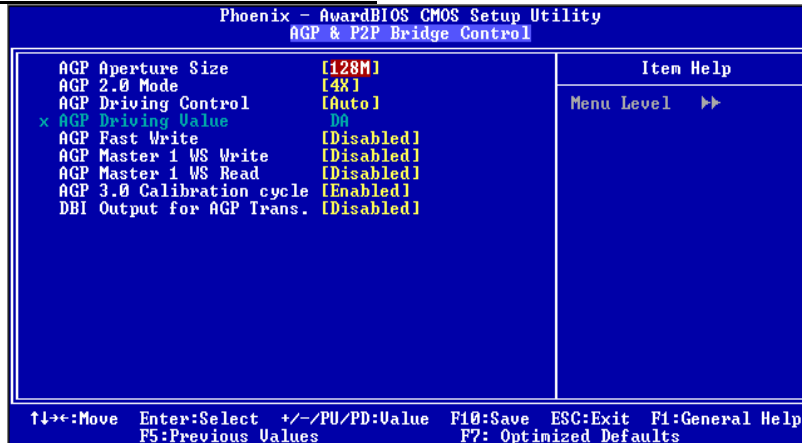 Phoenix – AwardBIOS CMOS Setup Utility
AGP & P2P Bridge Control
AGP Aperture Size [128M]
AGP 2.0 Mode [4X]
AGP Driving Control [Auto]
x AGP Driving Value DA
AGP Fast Write [Disabled]
AGP Master 1 WS Write [Disabled]
AGP Master 1 WS Read [Disabled]
AGP 3.0 Calibration cycle [Enabled]
DBI Output for AGP Trans. [Disabled]
Item Help
Menu Level ▶▶
↑↓→←:Move Enter:Select +/-/PU/PD:Value F10:Save ESC:Exit F1:General Help
F5:Previous Values F7: Optimized Defaults